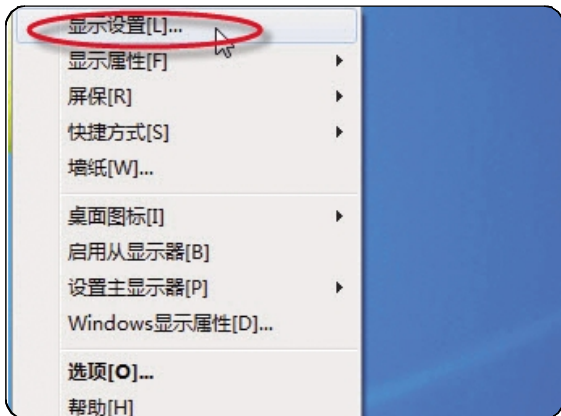 显示设置[L]...
显示属性[F]
屏保[R]
快捷方式[S]
墙纸[W]...
桌面图标[I]
启用从显示器[B]
设置主显示器[P]
Windows显示属性[D]...
选项[O]...
帮助[H]